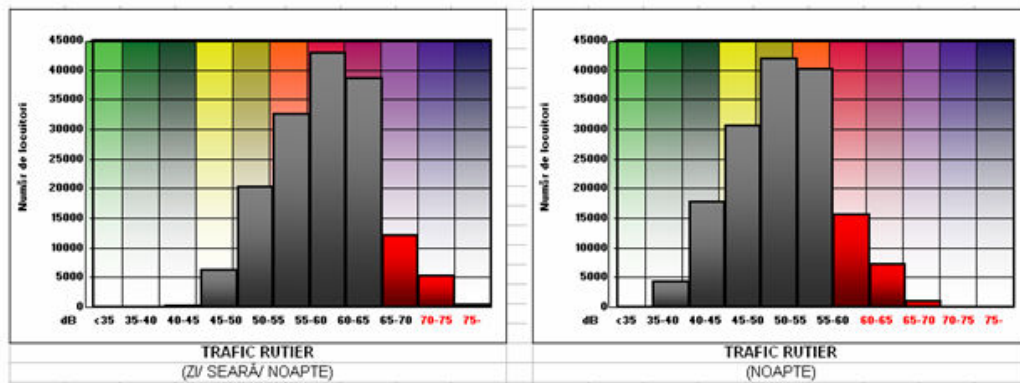 Număr de locuitori
45000
40000
35000
30000
25000
20000
15000
10000
5000
0
dB <35 35-40 40-45 45-50 50-55 55-60 60-65 65-70 70-75 75-
TRAFIC RUTIER
(ZI/ SEARĂ/ NOAPTE)
Număr de locuitori
45000
40000
35000
30000
25000
20000
15000
10000
5000
0
dB <35 35-40 40-45 45-50 50-55 55-60 60-65 65-70 70-75 75-
TRAFIC RUTIER
(NOAPTE)